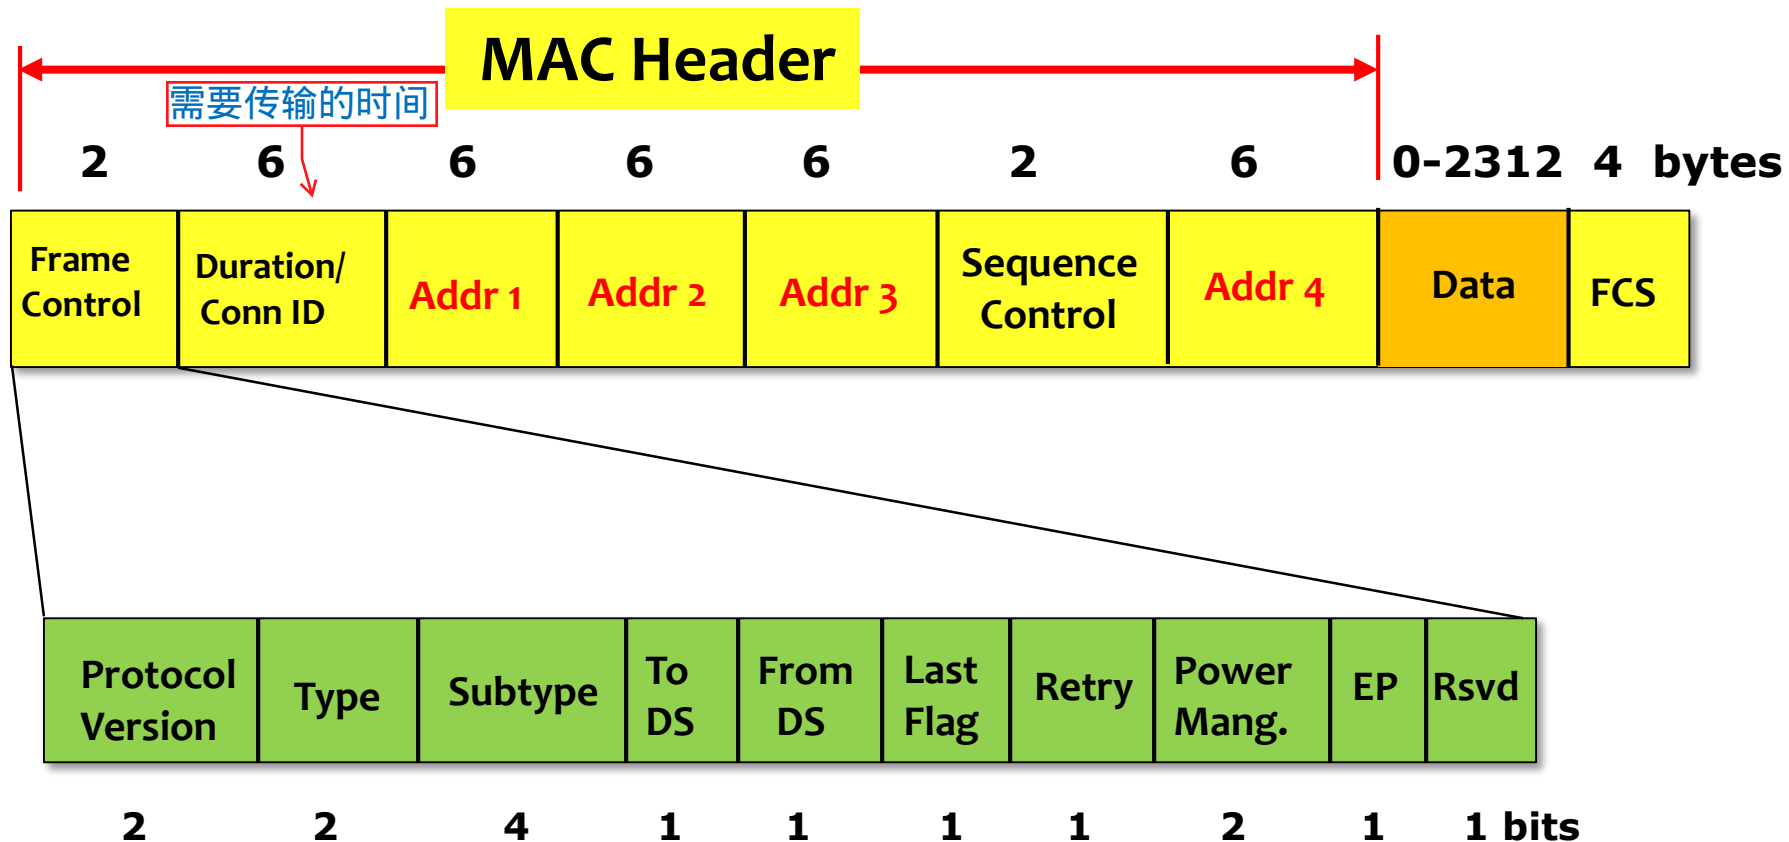 MAC Header
需要传输的时间
2 6 6 6 6 2 6 0-2312 4 bytes
Frame
Control
Duration/
Conn ID
Addr 1
Addr 2
Addr 3
Sequence
Control
Addr 4
Data
FCS
Protocol
Version
Type
Subtype
To
DS
From
DS
Last
Flag
Retry
Power
Mang.
EP
Rsvd
2 2 4 1 1 1 1 2 1 1 bits